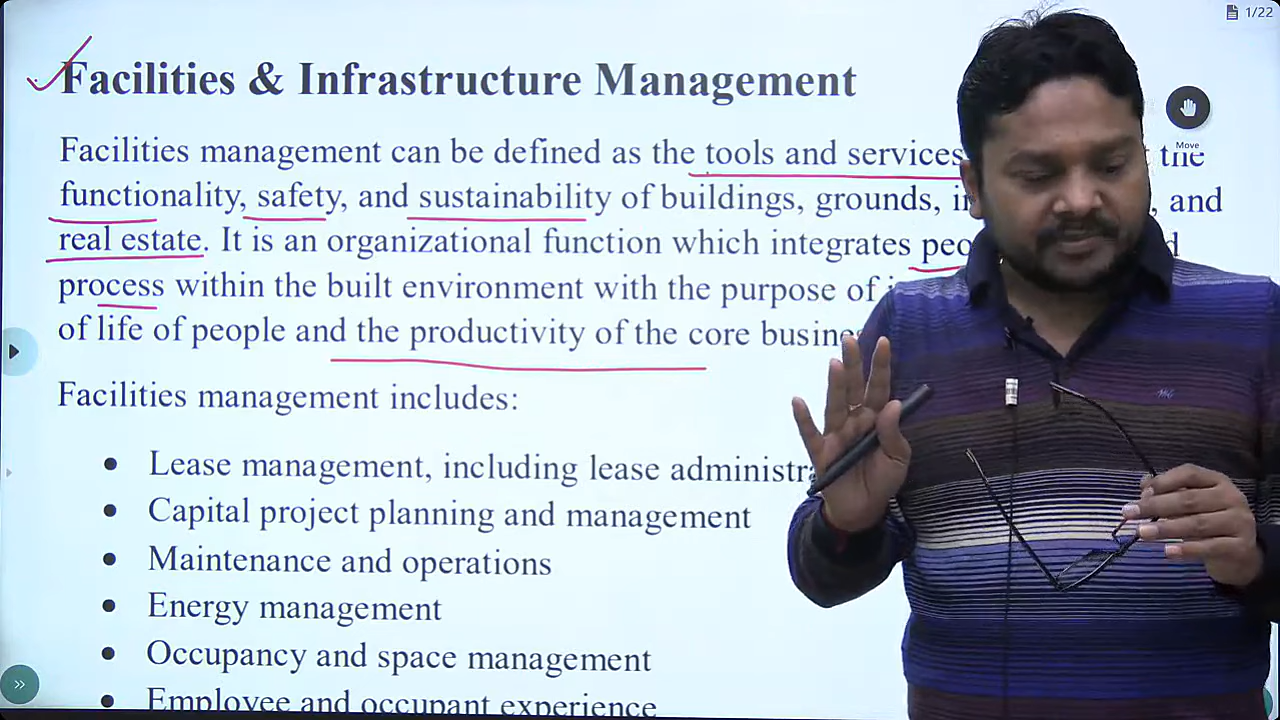 1/22
Facilities & Infrastructure Management
Move
Facilities management can be defined as the tools and services the
functionality, safety, and sustainability of buildings, grounds, and
real estate. It is an organizational function which integrates
process within the built environment with the purpose of
of life of people and the productivity of the core
Facilities management includes:
• Lease management, including lease
• Capital project planning and management
• Maintenance and operations
• Energy management
• Occupancy and space management
• Employee and occupant experience